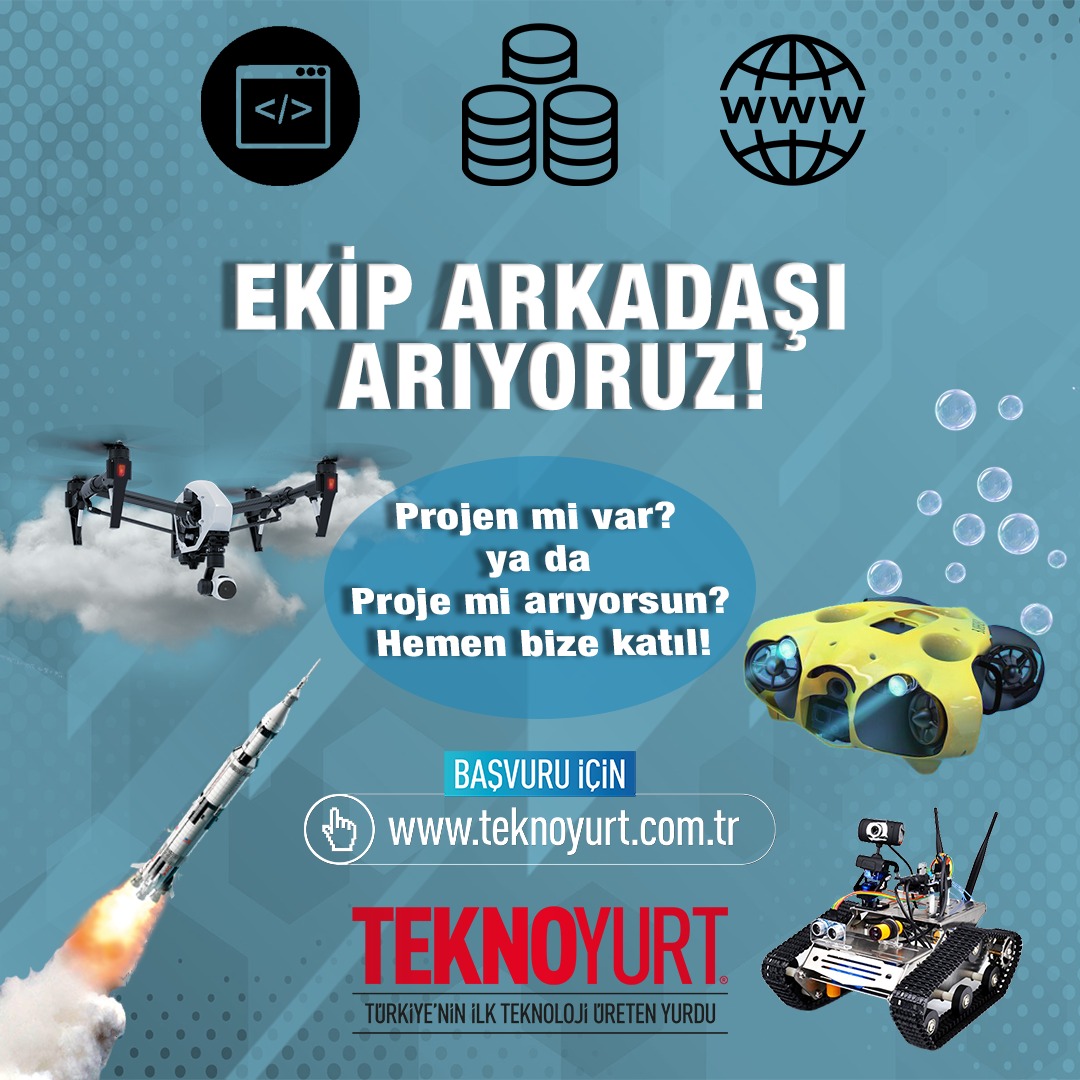 </>
www
EKİP ARKADAŞI
ARIYORUZ!
Projen mi var?
ya da
Proje mi arıyorsun?
Hemen bize katıl!
BAŞVURU İÇİN
www.teknoyurt.com.tr
TEKNOYURT®
TÜRKİYE'NİN İLK TEKNOLOJİ ÜRETEN YURDU